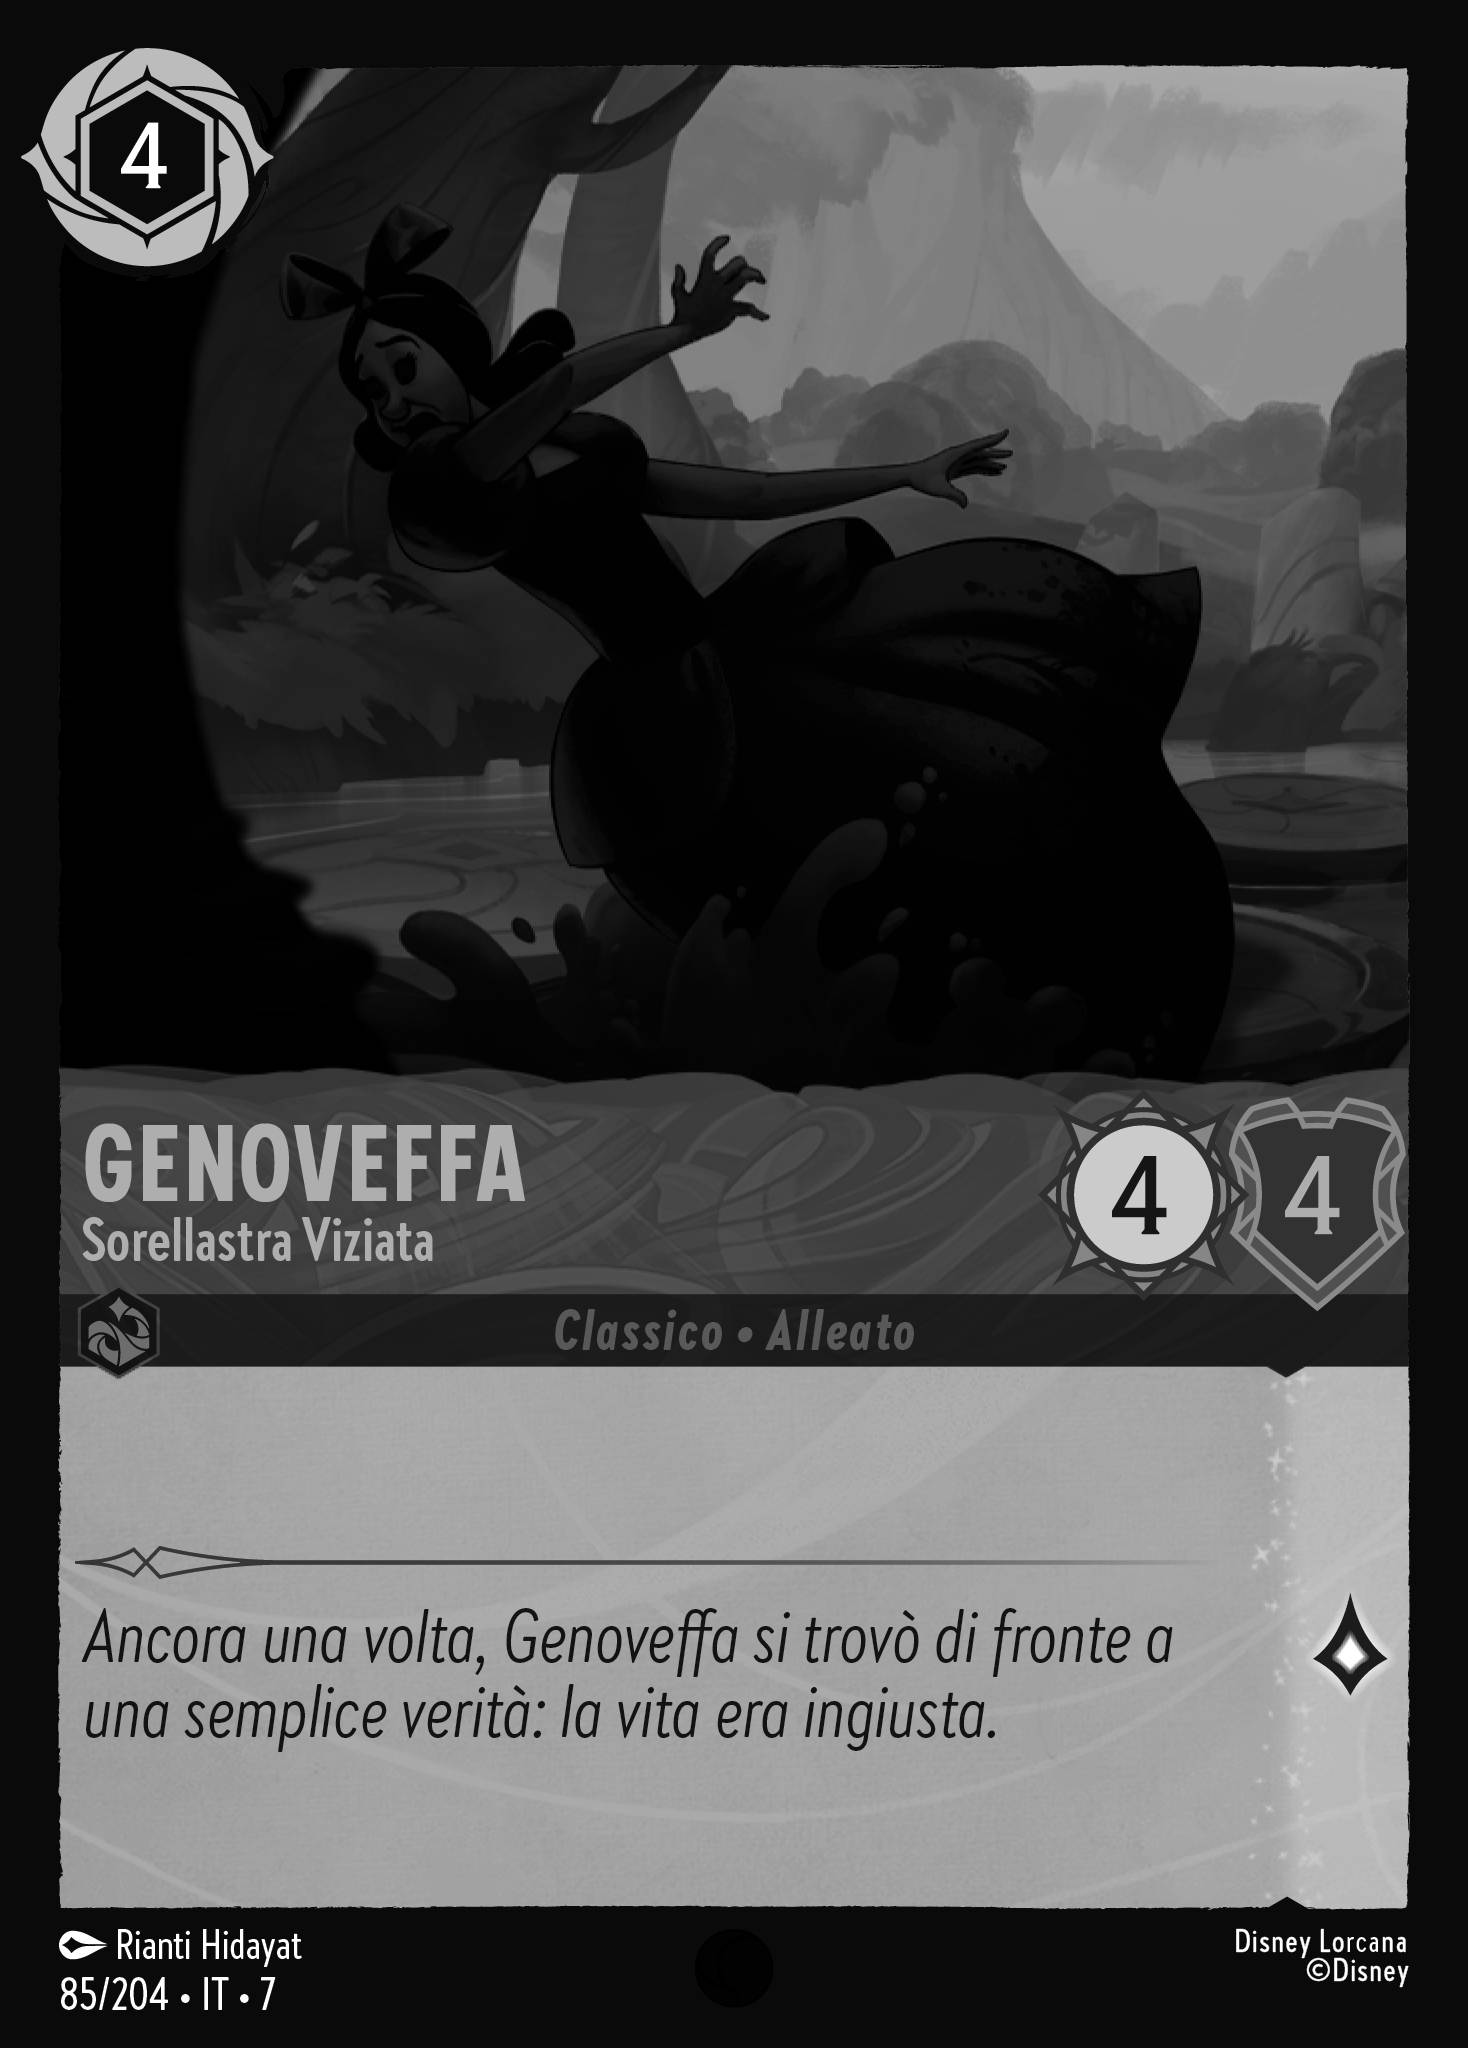 4
GENOVEFFA
Sorellastra Viziata
4
4
Classico • Alleato
Ancora una volta, Genoveffa si trovò di fronte a
una semplice verità: la vita era ingiusta.
Rianti Hidayat
85/204 • IT • 7
Disney Lorcana
©Disney